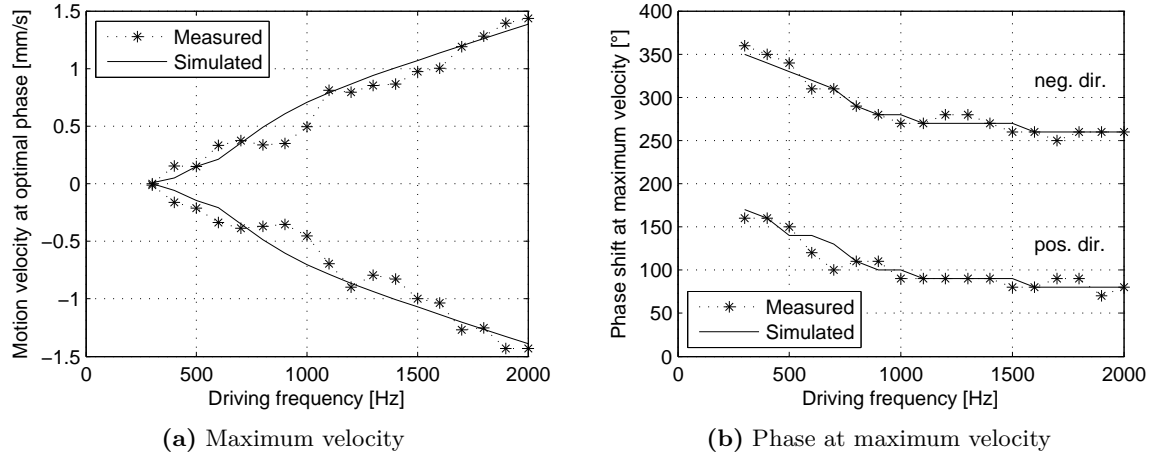 Motion velocity at optimal phase [mm/s]
1.5
1
0.5
0
−0.5
−1
−1.5
Measured
Simulated
0 500 1000 1500 2000
Driving frequency [Hz]
(a) Maximum velocity
Phase shift at maximum velocity [°]
400
350
300
250
200
150
100
50
0
neg. dir.
pos. dir.
Measured
Simulated
0 500 1000 1500 2000
Driving frequency [Hz]
(b) Phase at maximum velocity